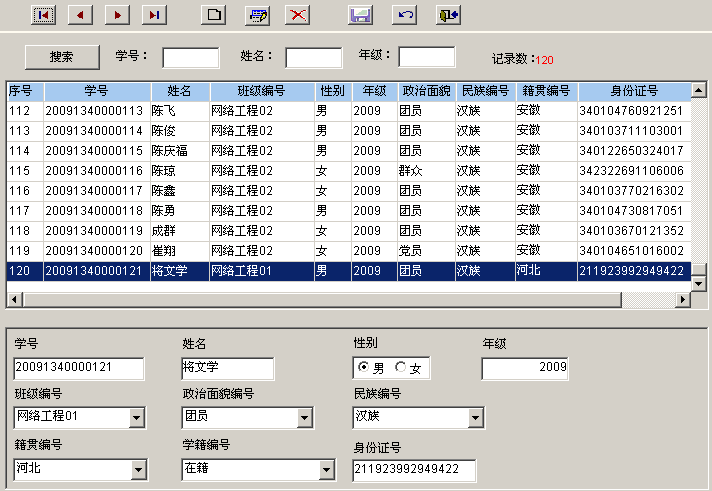 搜索 学号： 姓名： 年级： 记录数：120
序号 学号 姓名 班级编号 性别 年级 政治面貌 民族编号 籍贯编号 身份证号
112 20091340000113 陈飞 网络工程02 男 2009 团员 汉族 安徽 340104760921251
113 20091340000114 陈俊 网络工程02 男 2009 团员 汉族 安徽 340103711103001
114 20091340000115 陈庆福 网络工程02 男 2009 团员 汉族 安徽 340122650324017
115 20091340000116 陈琼 网络工程02 女 2009 群众 汉族 安徽 342322691106006
116 20091340000117 陈鑫 网络工程02 女 2009 团员 汉族 安徽 340103770216302
117 20091340000118 陈勇 网络工程02 男 2009 团员 汉族 安徽 340104730817051
118 20091340000119 成群 网络工程02 女 2009 团员 汉族 安徽 340103670121352
119 20091340000120 崔翔 网络工程02 女 2009 党员 汉族 安徽 340104651016002
120 20091340000121 将文学 网络工程01 男 2009 团员 汉族 河北 211923992949422
学号 姓名 性别 年级
20091340000121 将文学 男 女 2009
班级编号 政治面貌编号 民族编号
网络工程01 团员 汉族
籍贯编号 学籍编号 身份证号
河北 在籍 211923992949422